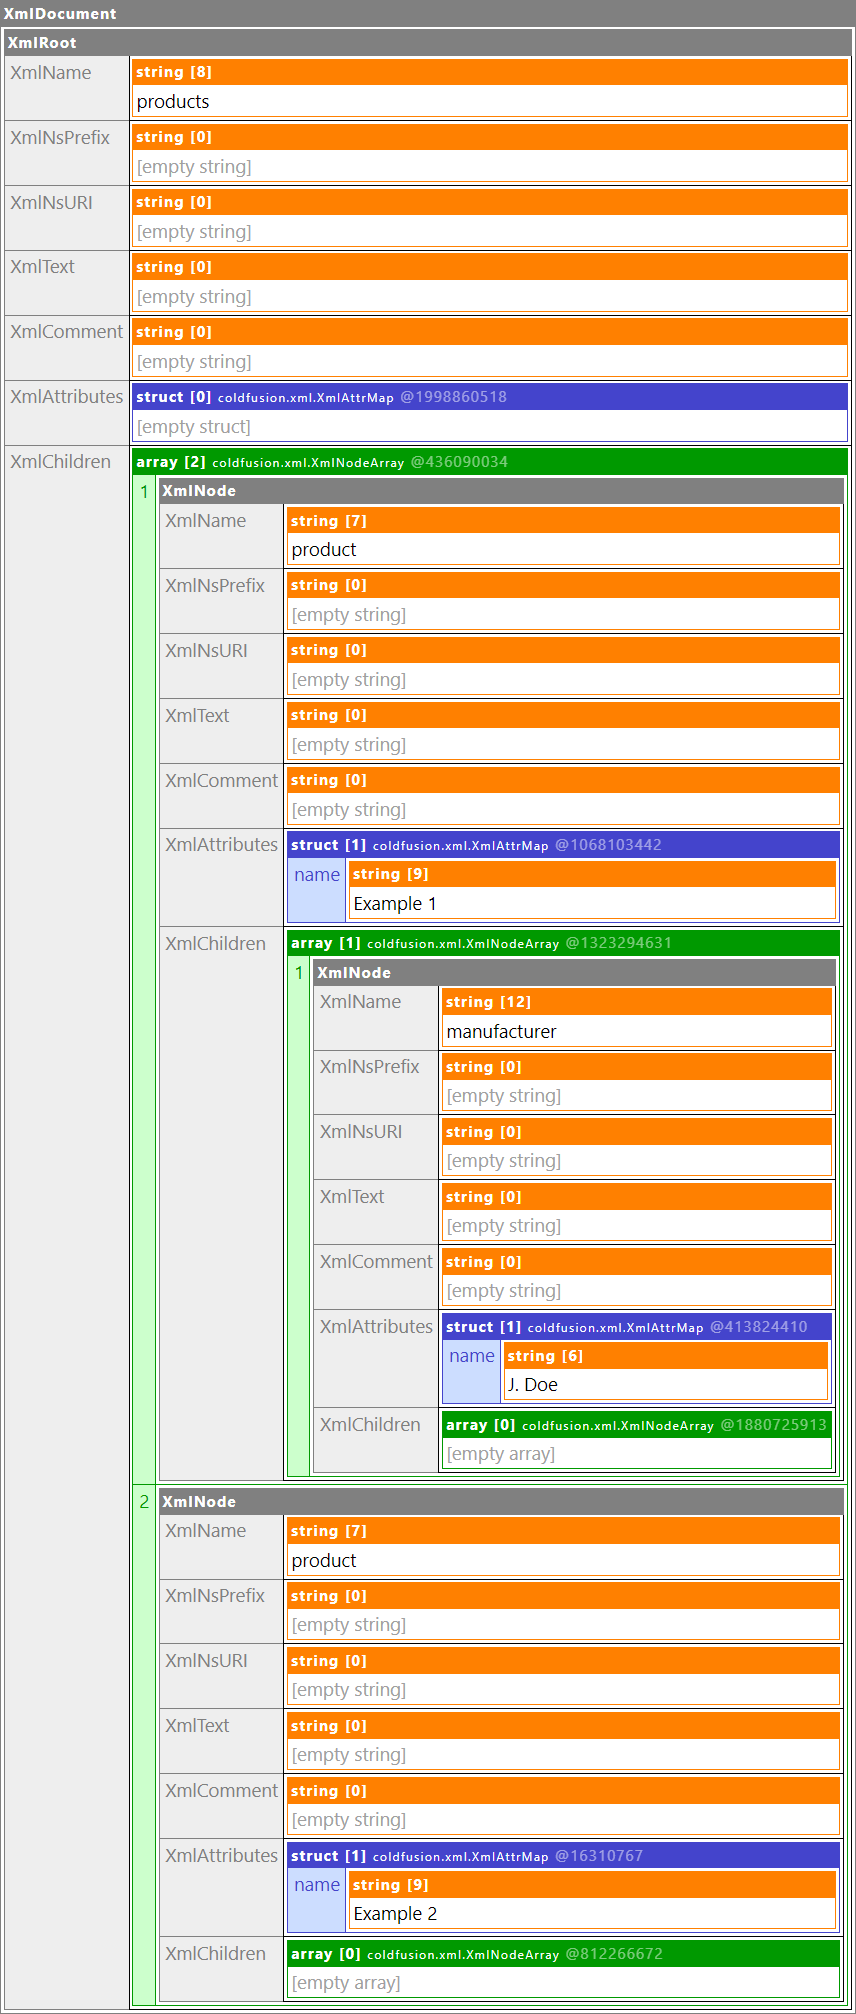 XmlDocument
XmlRoot
XmlName string [8]
products
XmlNsPrefix string [0]
[empty string]
XmlNsURI string [0]
[empty string]
XmlText string [0]
[empty string]
XmlComment string [0]
[empty string]
XmlAttributes struct [0] coldfusion.xml.XmlAttrMap @1998860518
[empty struct]
XmlChildren array [2] coldfusion.xml.XmlNodeArray @436090034
1 XmlNode
XmlName string [7]
product
XmlNsPrefix string [0]
[empty string]
XmlNsURI string [0]
[empty string]
XmlText string [0]
[empty string]
XmlComment string [0]
[empty string]
XmlAttributes struct [1] coldfusion.xml.XmlAttrMap @1068103442
name string [9]
Example 1
XmlChildren array [1] coldfusion.xml.XmlNodeArray @1323294631
1 XmlNode
XmlName string [12]
manufacturer
XmlNsPrefix string [0]
[empty string]
XmlNsURI string [0]
[empty string]
XmlText string [0]
[empty string]
XmlComment string [0]
[empty string]
XmlAttributes struct [1] coldfusion.xml.XmlAttrMap @413824410
name string [6]
J. Doe
XmlChildren array [0] coldfusion.xml.XmlNodeArray @1880725913
[empty array]
2 XmlNode
XmlName string [7]
product
XmlNsPrefix string [0]
[empty string]
XmlNsURI string [0]
[empty string]
XmlText string [0]
[empty string]
XmlComment string [0]
[empty string]
XmlAttributes struct [1] coldfusion.xml.XmlAttrMap @16310767
name string [9]
Example 2
XmlChildren array [0] coldfusion.xml.XmlNodeArray @812266672
[empty array]